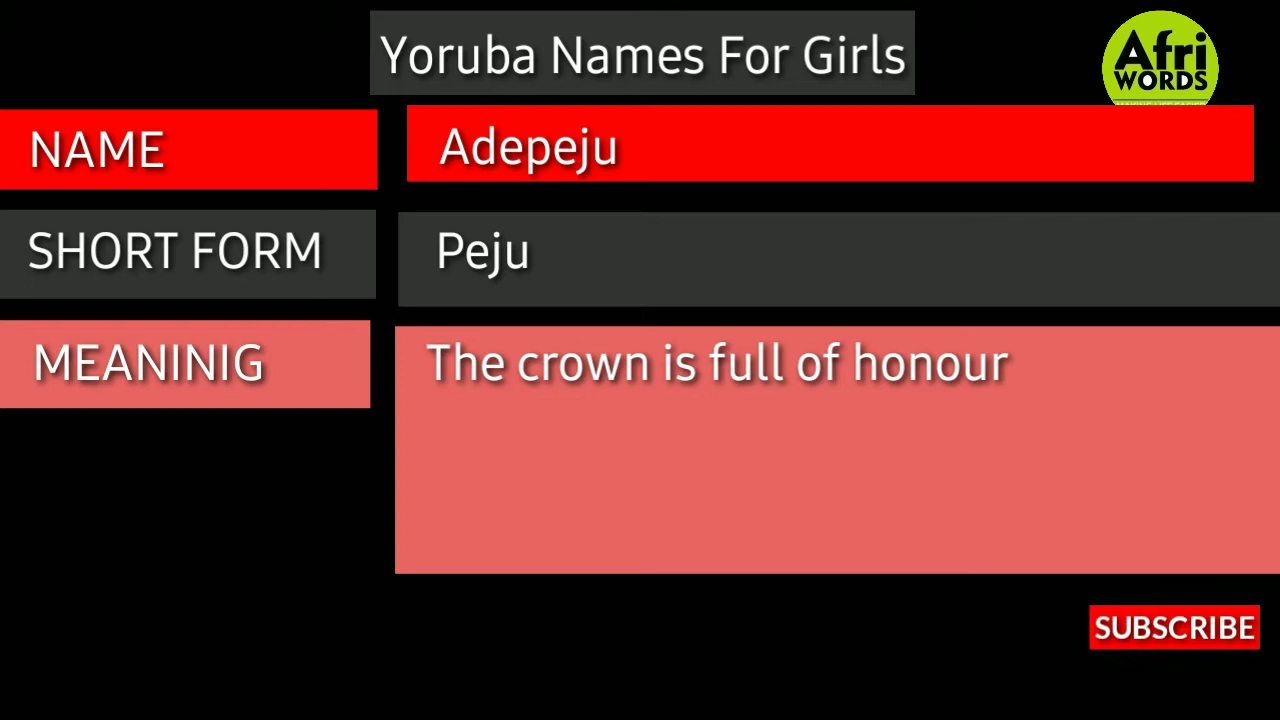 Yoruba Names For Girls
Afri
WORDS
NAME
Adepeju
SHORT FORM
Peju
MEANINIG
The crown is full of honour
SUBSCRIBE